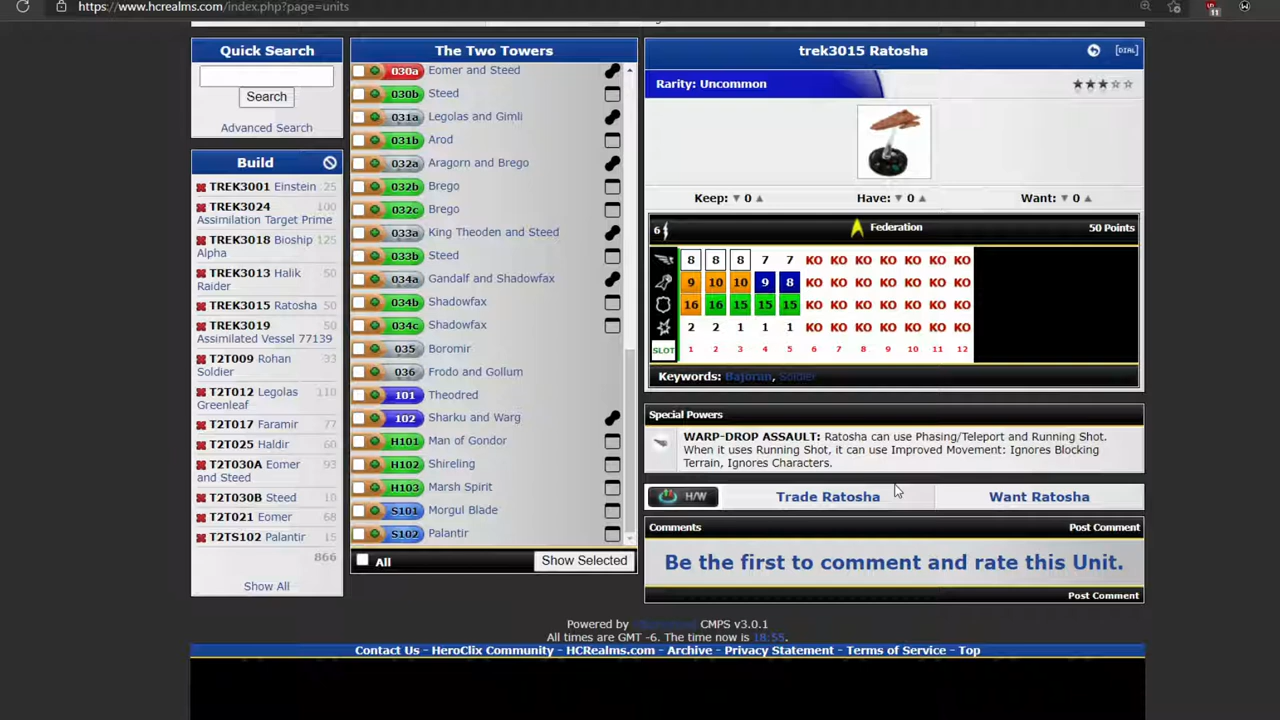 https://www.hcrealms.com/index.php?page=units
11
Quick Search
Search
Advanced Search
Build
TREK3001 Einstein 25
TREK3024 100
Assimilation Target Prime
TREK3018 Bioship 125
Alpha
TREK3013 Halik 50
Raider
TREK3015 Ratosha 50
TREK3019 50
Assimilated Vessel 77139
T2T009 Rohan 33
Soldier
T2T012 Legolas 110
Greenleaf
T2T017 Faramir 77
T2T025 Haldir 60
T2T030A Eomer 93
and Steed
T2T030B Steed 10
T2T021 Eomer 68
T2TS102 Palantir 15
866
Show All
The Two Towers
030a Eomer and Steed
030b Steed
031a Legolas and Gimli
031b Arod
032a Aragorn and Brego
032b Brego
032c Brego
033a King Theoden and Steed
033b Steed
034a Gandalf and Shadowfax
034b Shadowfax
034c Shadowfax
035 Boromir
036 Frodo and Gollum
101 Theodred
102 Sharku and Warg
H101 Man of Gondor
H102 Shireling
H103 Marsh Spirit
S101 Morgul Blade
S102 Palantir
All Show Selected
trek3015 Ratosha
[DIAL]
Rarity: Uncommon
Keep: 0 Have: 0 Want: 0
6 Federation 50 Points
8 8 8 7 7 KO KO KO KO KO KO KO
9 10 10 9 8 KO KO KO KO KO KO KO
16 16 15 15 15 KO KO KO KO KO KO KO
2 2 1 1 1 KO KO KO KO KO KO KO
SLOT 1 2 3 4 5 6 7 8 9 10 11 12
Keywords: Bajoran, Soldier
Special Powers
WARP-DROP ASSAULT: Ratosha can use Phasing/Teleport and Running Shot.
When it uses Running Shot, it can use Improved Movement: Ignores Blocking
Terrain, Ignores Characters.
H/W Trade Ratosha Want Ratosha
Comments Post Comment
Be the first to comment and rate this Unit.
Post Comment
Powered by CMPS v3.0.1
All times are GMT -6. The time now is 18:55.
Contact Us - HeroClix Community - HCRealms.com - Archive - Privacy Statement - Terms of Service - Top